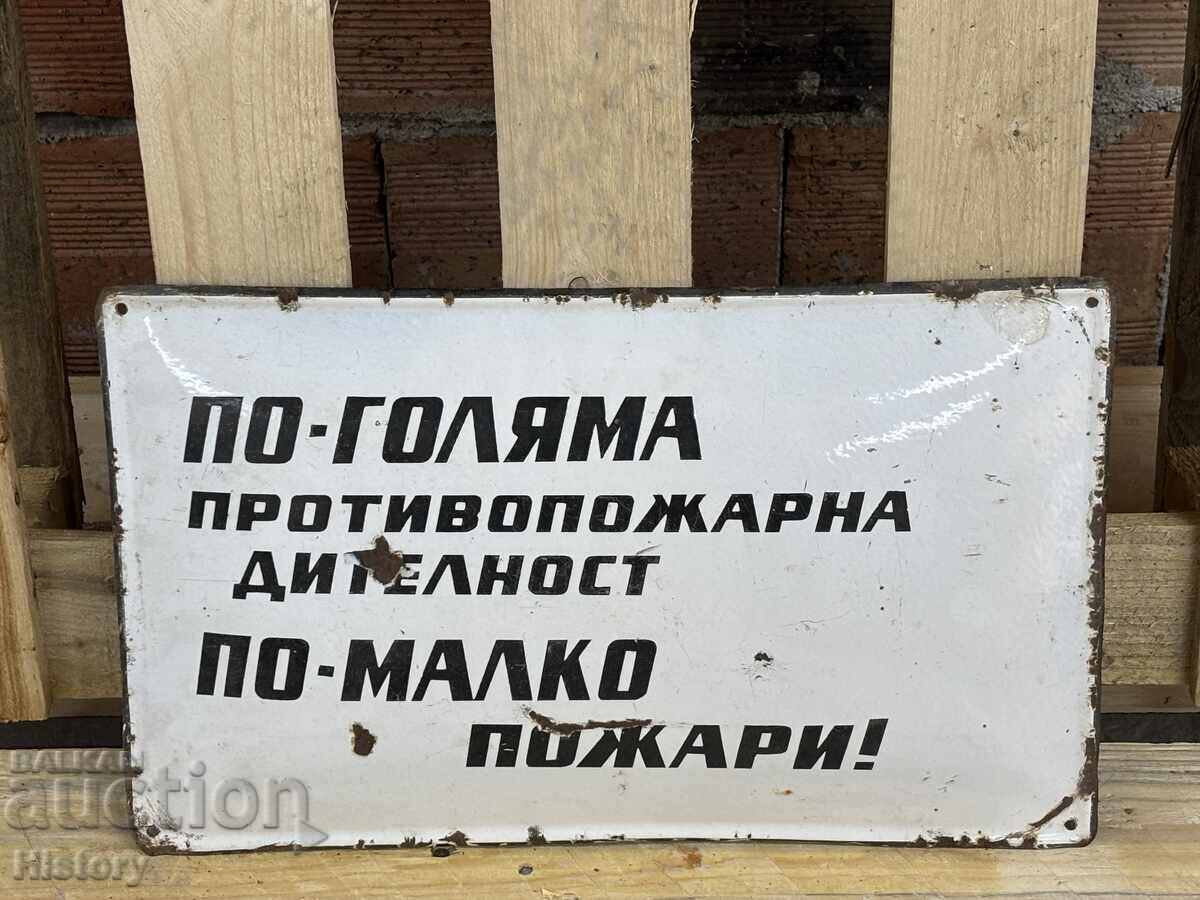 ПО-ГОЛЯМА
ПРОТИВОПОЖАРНА
ДИТЕЛНОСТ
ПО-МАЛКО
ПОЖАРИ!
BALKAN
auction
History